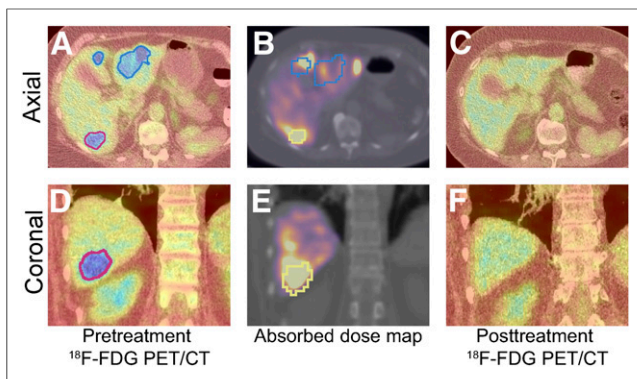 A
B
C
Axial
D
E
F
Coronal
Pretreatment
¹⁸F-FDG PET/CT
Absorbed dose map
Posttreatment
¹⁸F-FDG PET/CT